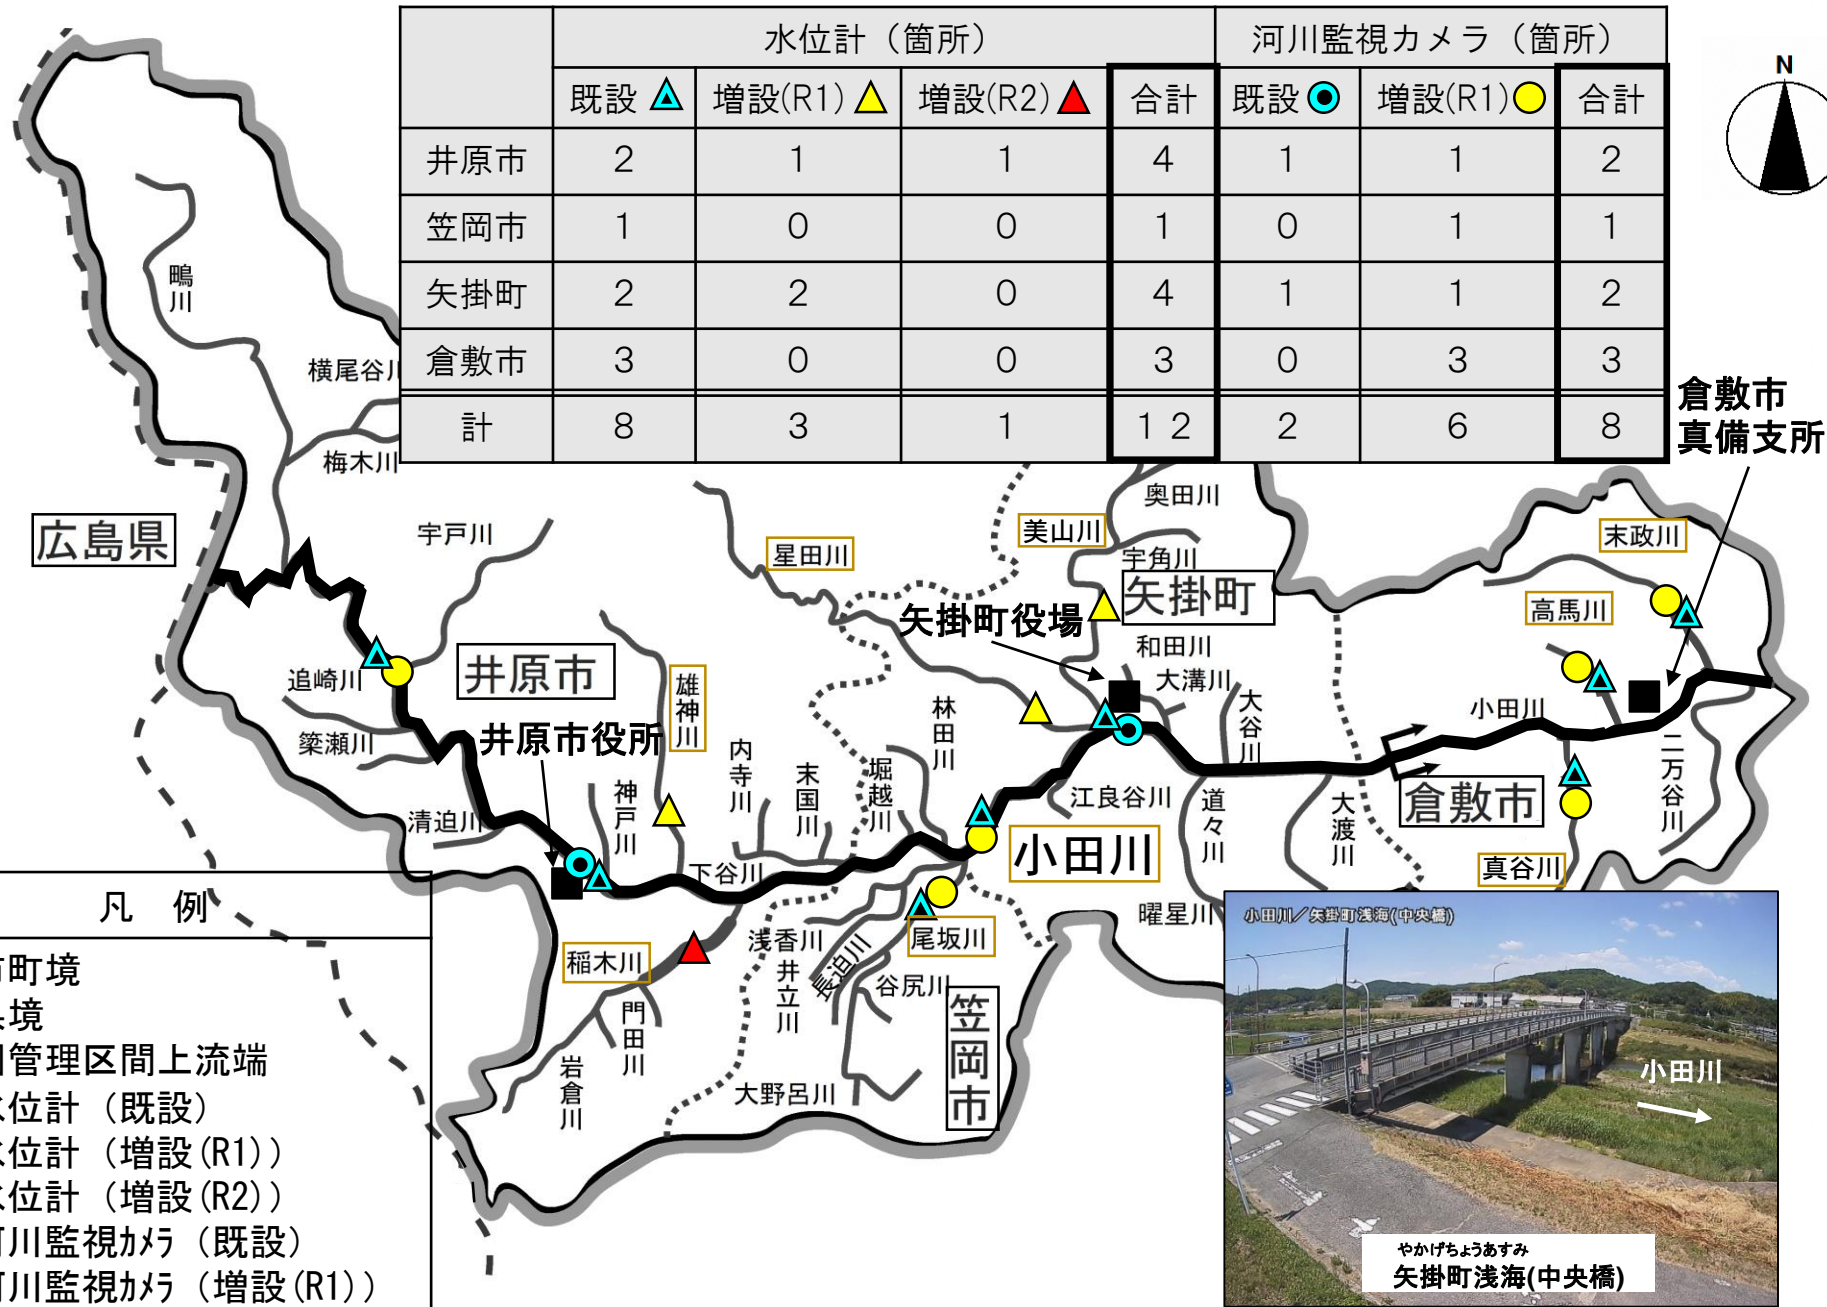 水位計（箇所） 河川監視カメラ（箇所）
既設 増設(R1) 増設(R2) 合計 既設 増設(R1) 合計
井原市 2 1 1 4 1 1 2
笠岡市 1 0 0 1 0 1 1
矢掛町 2 2 0 4 1 1 2
倉敷市 3 0 0 3 0 3 3
計 8 3 1 12 2 6 8
N
鴫川
横尾谷川
梅木川
倉敷市
真備支所
広島県
宇戸川
星田川
美山川
奥田川
宇角川
末政川
矢掛町
高馬川
矢掛町役場
和田川
大溝川
大谷川
追崎川
井原市
雄神川
簗瀬川
井原市役所
内寺川
末国川
堀越川
林田川
小田川
二万谷川
神戸川
清迫川
下谷川
江良谷川
道々川
大渡川
倉敷市
小田川
真谷川
曜星川
稲木川
浅香川
井立川
長迫川
尾坂川
谷尻川
門田川
岩倉川
大野呂川
笠岡市
凡 例
町境
境
管理区間上流端
位計（既設）
位計（増設(R1)）
位計（増設(R2)）
川監視ｶﾒﾗ（既設）
川監視ｶﾒﾗ（増設(R1)）
小田川／矢掛町浅海(中央橋)
小田川
やかげちょうあすみ
矢掛町浅海(中央橋)